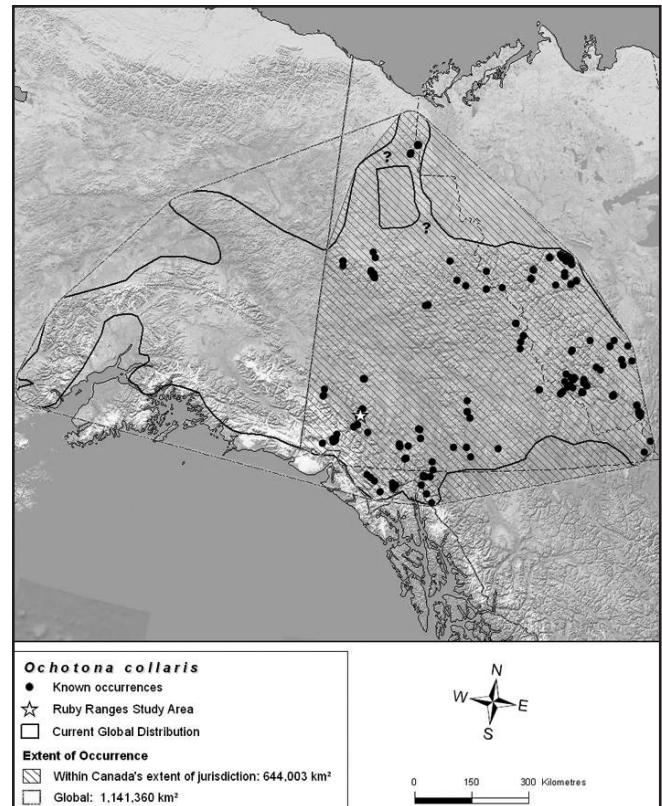 ?
?
Ochotona collaris
Known occurrences
Ruby Ranges Study Area
Current Global Distribution
Extent of Occurrence
Within Canada's extent of jurisdiction: 644,003 km²
Global: 1,141,360 km²
N
W E
S
0 150 300 Kilometres